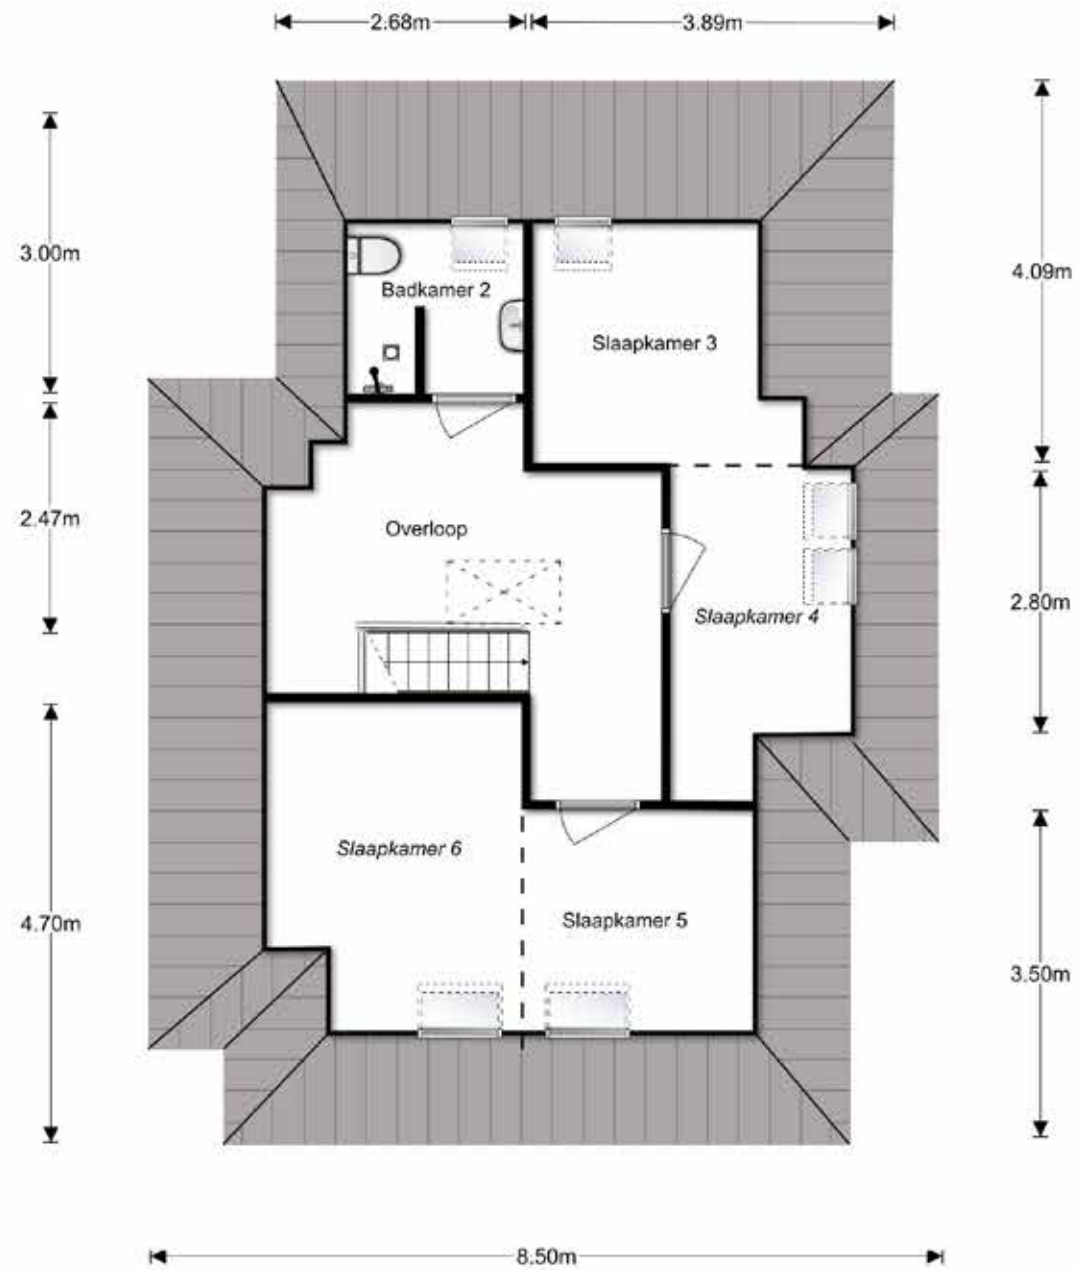 2.68m
3.89m
3.00m
4.09m
Badkamer 2
Slaapkamer 3
2.47m
Overloop
2.80m
Slaapkamer 4
Slaapkamer 6
4.70m
Slaapkamer 5
3.50m
8.50m